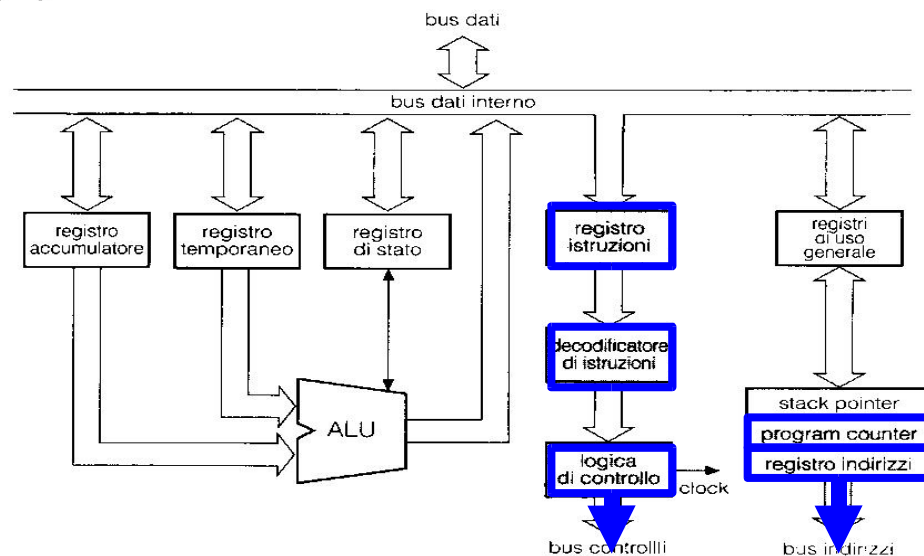 bus dati
bus dati interno
registro
accumulatore
registro
temporaneo
registro
di stato
registro
istruzioni
registri
di uso
generale
decodificatore
di istruzioni
stack pointer
program counter
registro indirizzi
ALU
logica
di controllo
clock
bus controllli
bus indirizzi